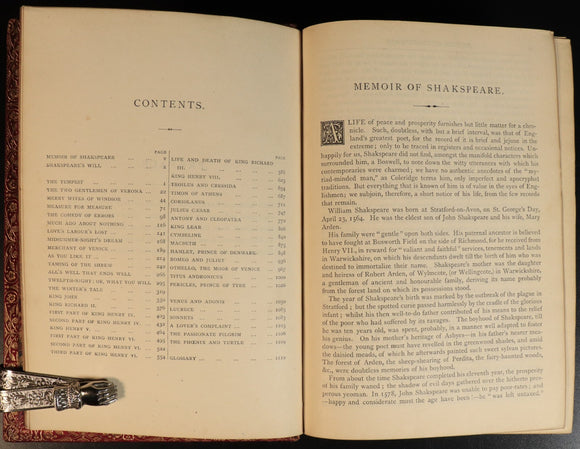 CONTENTS.
PAGE
MEMOIR OF SHAKSPEARE v
SHAKSPEARE'S WILL x
THE TEMPEST 1
THE TWO GENTLEMEN OF VERONA 22
MERRY WIVES OF WINDSOR 44
MEASURE FOR MEASURE 71
THE COMEDY OF ERRORS 98
MUCH ADO ABOUT NOTHING
LOVE'S LABOUR'S LOST
MIDSUMMER-NIGHT'S DREAM
MERCHANT OF VENICE
AS YOU LIKE IT
TAMING OF THE SHREW
ALL'S WELL THAT ENDS WELL
TWELFTH-NIGHT; OR, WHAT YOU WILL
THE WINTER'S TALE
KING JOHN
KING RICHARD II.
FIRST PART OF KING HENRY IV.
SECOND PART OF KING HENRY IV.
KING HENRY V.
FIRST PART OF KING HENRY VI.
SECOND PART OF KING HENRY VI.
THIRD PART OF KING HENRY VI. 554
PAGE
LIFE AND DEATH OF KING RICHARD
III.
KING HENRY VIII.
TROILUS AND CRESSIDA
TIMON OF ATHENS
CORIOLANUS
JULIUS CÆSAR
ANTONY AND CLEOPATRA
KING LEAR
CYMBELINE
MACBETH
HAMLET, PRINCE OF DENMARK
ROMEO AND JULIET
OTHELLO, THE MOOR OF VENICE
TITUS ANDRONICUS
PERICLES, PRINCE OF TYRE
VENUS AND ADONIS
LUCRECE
SONNETS
A LOVER'S COMPLAINT
THE PASSIONATE PILGRIM
THE PHŒNIX AND TURTLE
GLOSSARY
MEMOIR OF SHAKSPEARE.
A LIFE of peace and prosperity furnishes but little matter for a chro-
nicle. Such, doubtless, with but a brief interval, was that of Eng-
land's greatest poet, for the record of it is brief and jejune in the
extreme; only to be traced in registers and occasional notices. Un-
happily for us, Shakspeare did not find, amongst the manifold characters which
surrounded him, a Boswell, to note down the witty utterances with which his
contemporaries must have been charmed; we have no anecdotes of the "my-
riad-minded man," as Coleridge terms him, only imperfect and apocryphal
traditions. But everything that is known of him is of value in the eyes of Eng-
lishmen; we subjoin, therefore, a short notice of his life, from the few records
that remain.
William Shakspeare was born at Stratford-on-Avon, on St. George's Day,
April 23, 1564. He was the eldest son of John Shakspeare and his wife, Mary
Arden.
His family were "gentle" upon both sides. His paternal ancestor is believed
to have fought at Bosworth Field on the side of Richmond, for he received from
Henry VII., in reward of "valiant and faithful" services, tenements and lands
in Warwickshire, on which his descendants dwelt till the birth of him who was
destined to immortalise their name. Shakspeare's mother was the daughter
and heiress of Robert Arden, of Wylmcote, (or Wellingcote,) in Warwickshire,
a gentleman of ancient and honourable family, deriving its name probably
from the forest land on which its possessions stood.
The year of Shakspeare's birth was marked by the outbreak of the plague in
Stratford; but the spotted curse passed harmlessly by the cradle of the glorious
infant; whilst his then well-to-do father contributed of his means to the relief
of the poor who had suffered by its ravages. The boyhood of Shakspeare, till
he was ten years old, was spent, probably, in a manner well adapted to foster
his genius. On his mother's heritage of Asbyes—in his father's nearer mea-
dows—the young poet must have revelled in the greenwood shades, and amidst
the daisied meads, of which he afterwards painted such sweet sylvan pictures.
The forest of Arden, the sheep-shearing of Perdita, the fairy-haunted woods,
&c., were doubtless memories of his boyhood.
From about the time Shakspeare completed his eleventh year, the prosperity
of his family waned; the shadow of evil days gathered over the hitherto pros-
perous yeoman. In 1578, John Shakspeare was unable to pay poor-rates; and
—happy and considerate must the age have been!—he "was left untaxed"